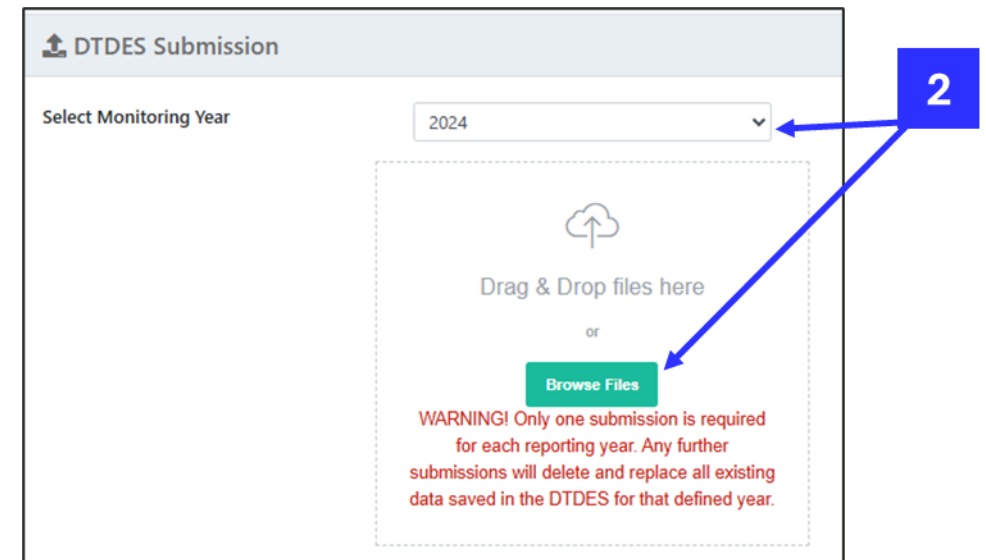 DTDES Submission
2
Select Monitoring Year
2024
Drag & Drop files here
or
Browse Files
WARNING! Only one submission is required
for each reporting year. Any further
submissions will delete and replace all existing
data saved in the DTDES for that defined year.